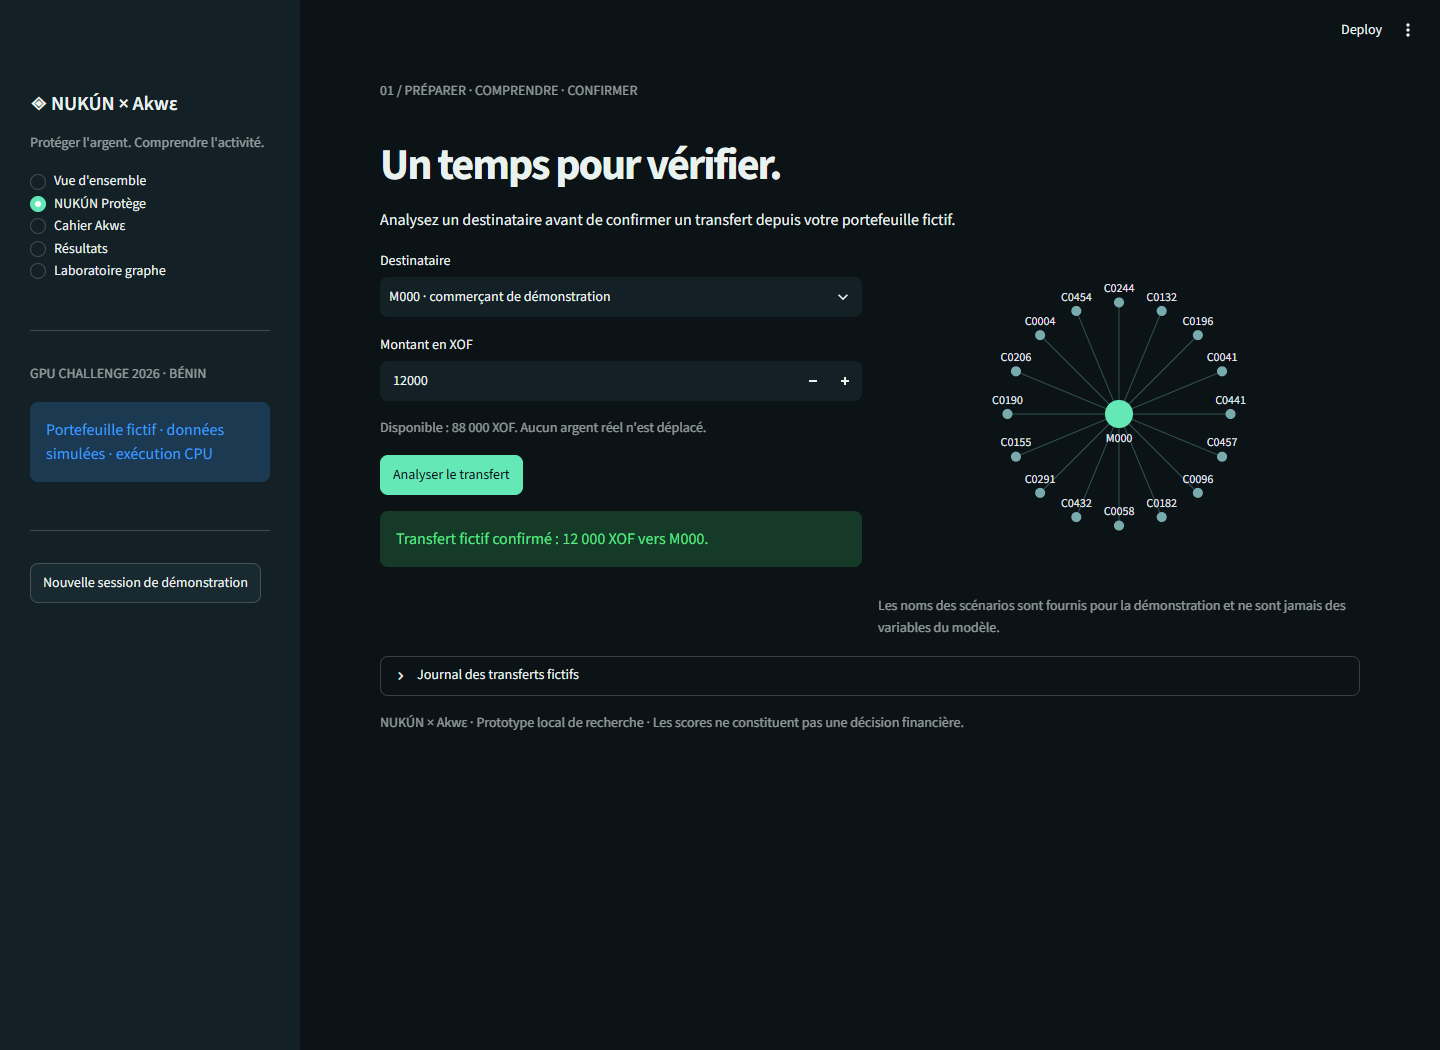 Deploy
NUKÚN × Akwɛ
Protéger l'argent. Comprendre l'activité.
Vue d'ensemble
NUKÚN Protège
Cahier Akwɛ
Résultats
Laboratoire graphe
GPU CHALLENGE 2026 · BÉNIN
Portefeuille fictif · données
simulées · exécution CPU
Nouvelle session de démonstration
01 / PRÉPARER · COMPRENDRE · CONFIRMER
Un temps pour vérifier.
Analysez un destinataire avant de confirmer un transfert depuis votre portefeuille fictif.
Destinataire
M000 · commerçant de démonstration
Montant en XOF
12000
Disponible : 88 000 XOF. Aucun argent réel n'est déplacé.
Analyser le transfert
Transfert fictif confirmé : 12 000 XOF vers M000.
C0244
C0454
C0132
C0004
C0196
C0206
C0041
C0190
C0441
M000
C0155
C0457
C0291
C0096
C0432
C0058
C0182
Les noms des scénarios sont fournis pour la démonstration et ne sont jamais des
variables du modèle.
Journal des transferts fictifs
NUKÚN × Akwɛ · Prototype local de recherche · Les scores ne constituent pas une décision financière.